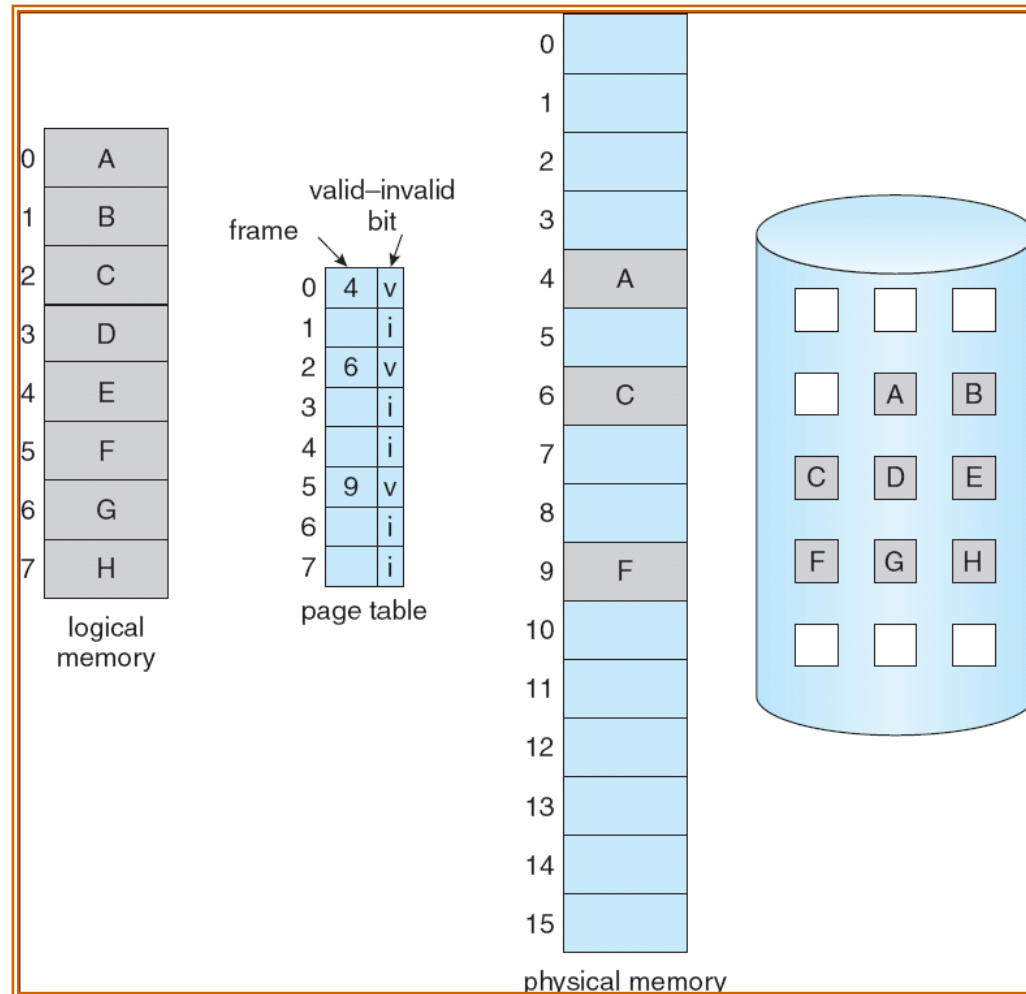 0 A
1 B
2 C
3 D
4 E
5 F
6 G
7 H
logical
memory
valid–invalid
bit
frame
0 4 v
1 i
2 6 v
3 i
4 i
5 9 v
6 i
7 i
page table
0
1
2
3
4 A
5
6 C
7
8
9 F
10
11
12
13
14
15
physical memory
A B
C D E
F G H